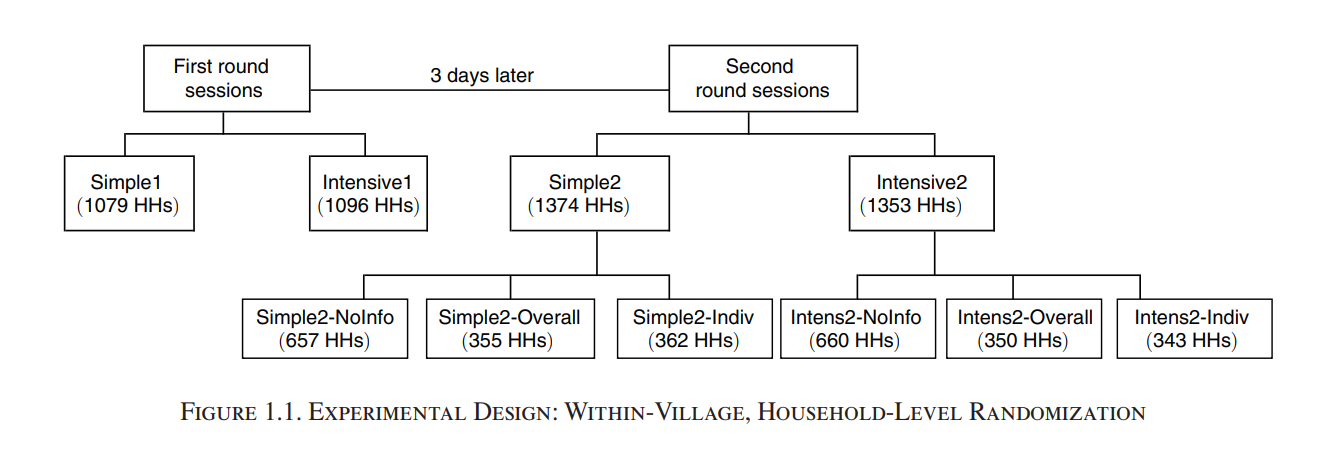 First round
sessions
3 days later
Second
round sessions
Simple1
(1079 HHs)
Intensive1
(1096 HHs)
Simple2
(1374 HHs)
Intensive2
(1353 HHs)
Simple2-NoInfo
(657 HHs)
Simple2-Overall
(355 HHs)
Simple2-Indiv
(362 HHs)
Intens2-NoInfo
(660 HHs)
Intens2-Overall
(350 HHs)
Intens2-Indiv
(343 HHs)
Figure 1.1. Experimental Design: Within-Village, Household-Level Randomization